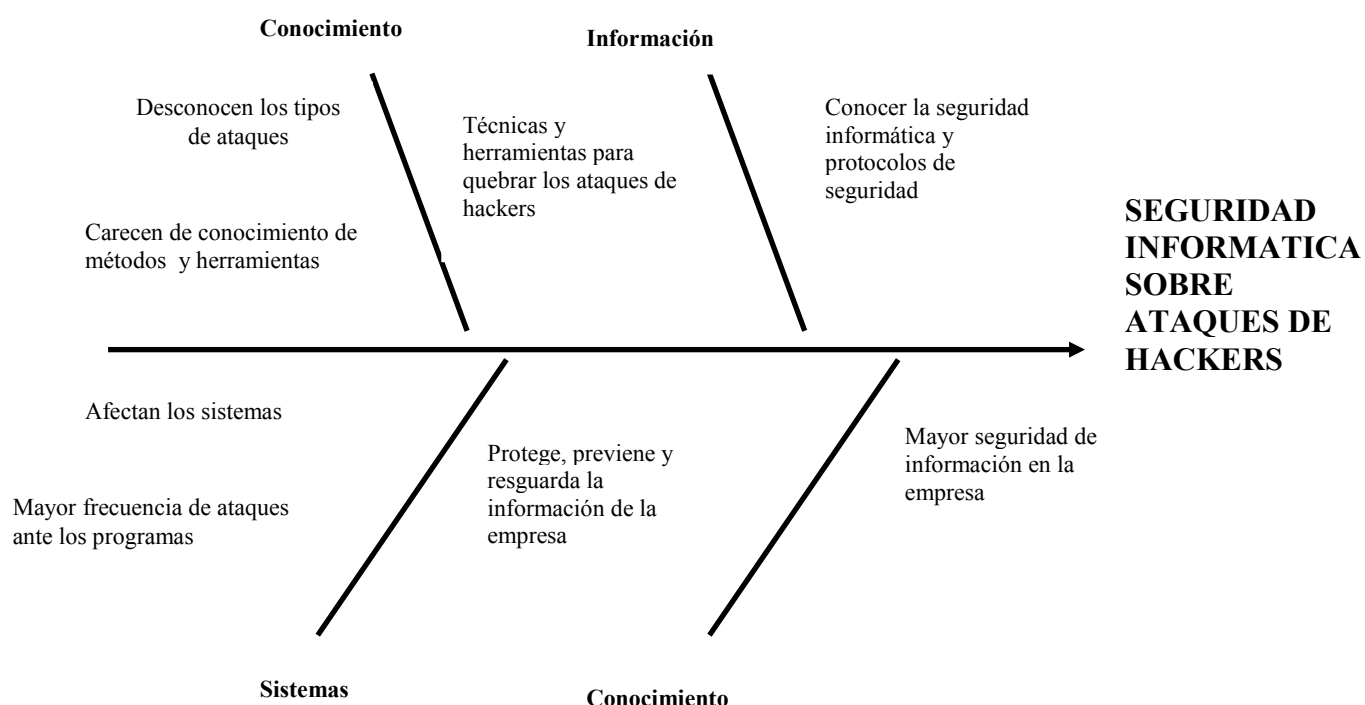 Conocimiento
Información
Desconocen los tipos
de ataques
Técnicas y
herramientas para
quebrar los ataques de
hackers
Conocer la seguridad
informática y
protocolos de
seguridad
Carecen de conocimiento de
métodos y herramientas
SEGURIDAD
INFORMATICA
SOBRE
ATAQUES DE
HACKERS
Afectan los sistemas
Mayor frecuencia de ataques
ante los programas
Protege, previene y
resguarda la
información de la
empresa
Mayor seguridad de
información en la
empresa
Sistemas
Conocimiento